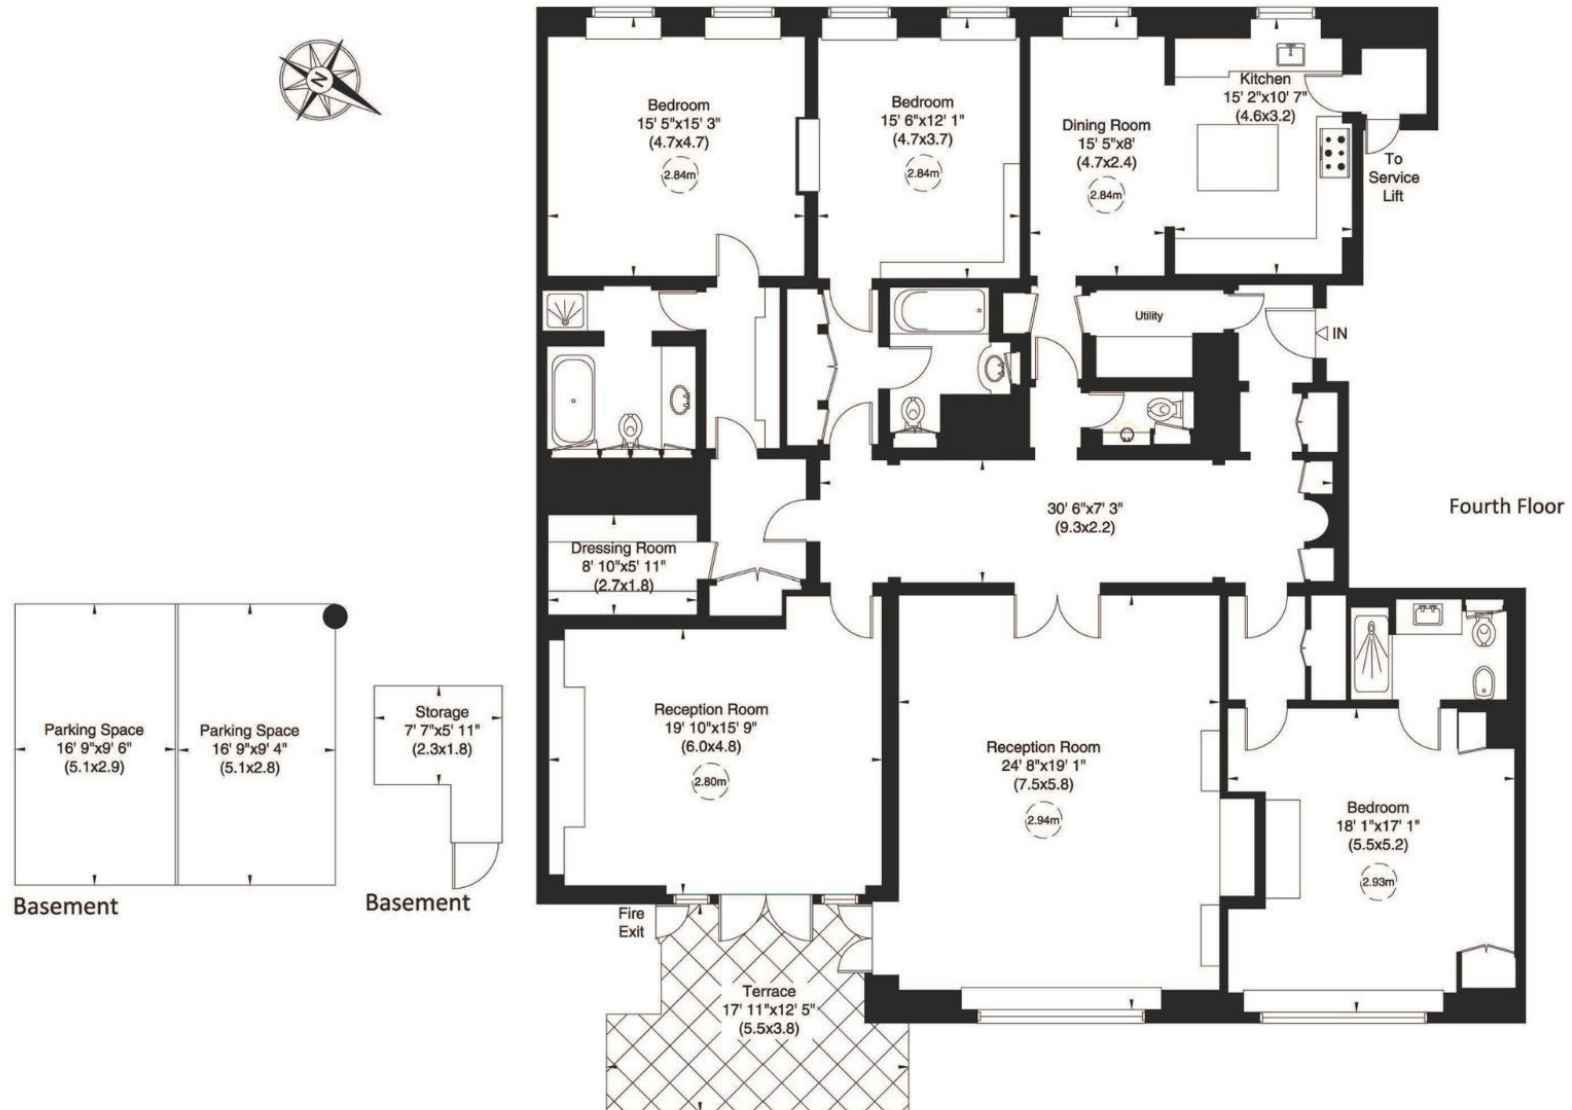 N
Bedroom
15' 5"x15' 3"
(4.7x4.7)
2.84m
Bedroom
15' 6"x12' 1"
(4.7x3.7)
2.84m
Dining Room
15' 5"x8'
(4.7x2.4)
2.84m
Kitchen
15' 2"x10' 7"
(4.6x3.2)
To
Service
Lift
Utility
IN
30' 6"x7' 3"
(9.3x2.2)
Fourth Floor
Dressing Room
8' 10"x5' 11"
(2.7x1.8)
Parking Space
16' 9"x9' 6"
(5.1x2.9)
Parking Space
16' 9"x9' 4"
(5.1x2.8)
Basement
Storage
7' 7"x5' 11"
(2.3x1.8)
Basement
Reception Room
19' 10"x15' 9"
(6.0x4.8)
2.80m
Reception Room
24' 8"x19' 1"
(7.5x5.8)
2.94m
Bedroom
18' 1"x17' 1"
(5.5x5.2)
2.93m
Fire
Exit
Terrace
17' 11"x12' 5"
(5.5x3.8)